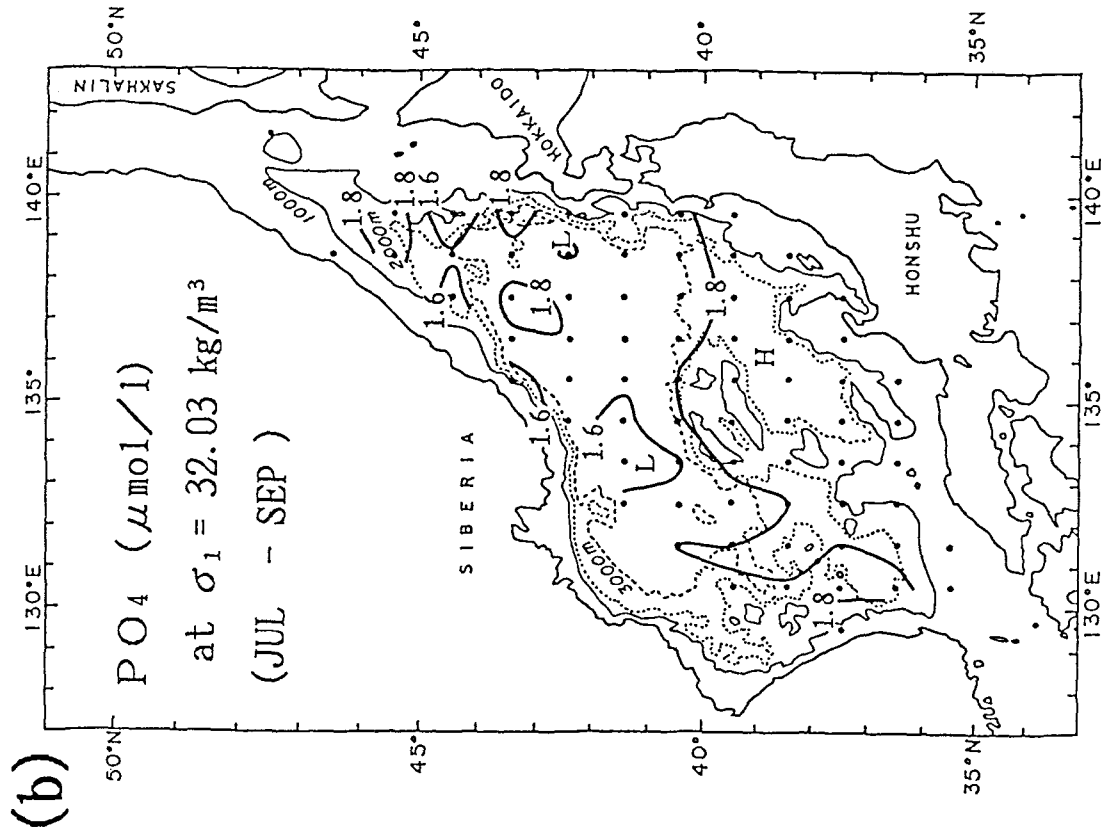 (b)
PO4 (μmol/l)
at σ1 = 32.03 kg/m³
(JUL - SEP)
130°E
135°
140°E
50°N
45°
40°
35°N
50°N
45°
40°
35°N
130°E
135°
140°E
SAKHALIN
HOKKAIDO
HONSHU
SIBERIA
1000m
2000m
3000m
1.8
1.8
1.6
1.8
1.6
1.8
1.6
1.6
1.8
1.8
L
L
H